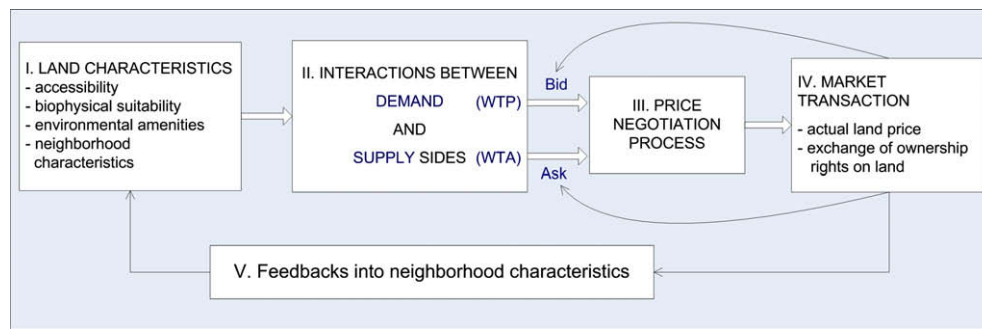 I. LAND CHARACTERISTICS
- accessibility
- biophysical suitability
- environmental amenities
- neighborhood
characteristics
II. INTERACTIONS BETWEEN
DEMAND (WTP)
AND
SUPPLY SIDES (WTA)
Bid
Ask
III. PRICE
NEGOTIATION
PROCESS
IV. MARKET
TRANSACTION
- actual land price
- exchange of ownership
rights on land
V. Feedbacks into neighborhood characteristics